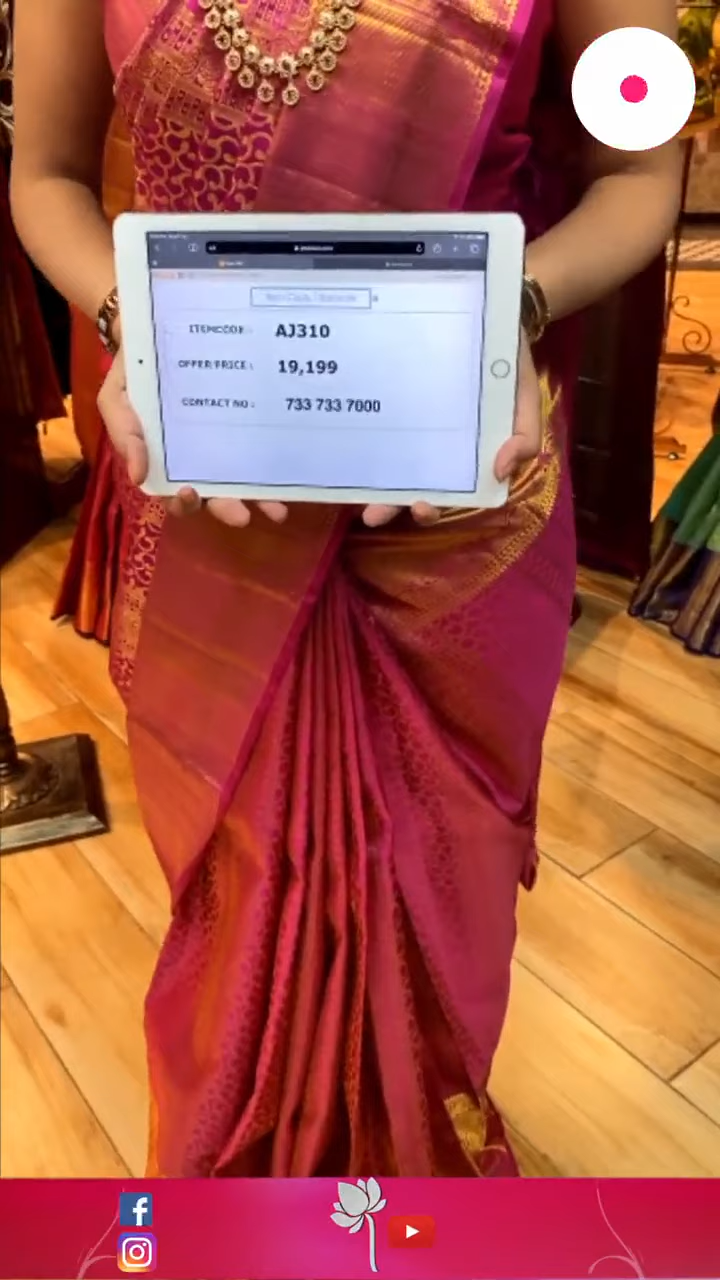 ITEMCODE : AJ310
OFFER PRICE : 19,199
CONTACT NO : 733 733 7000